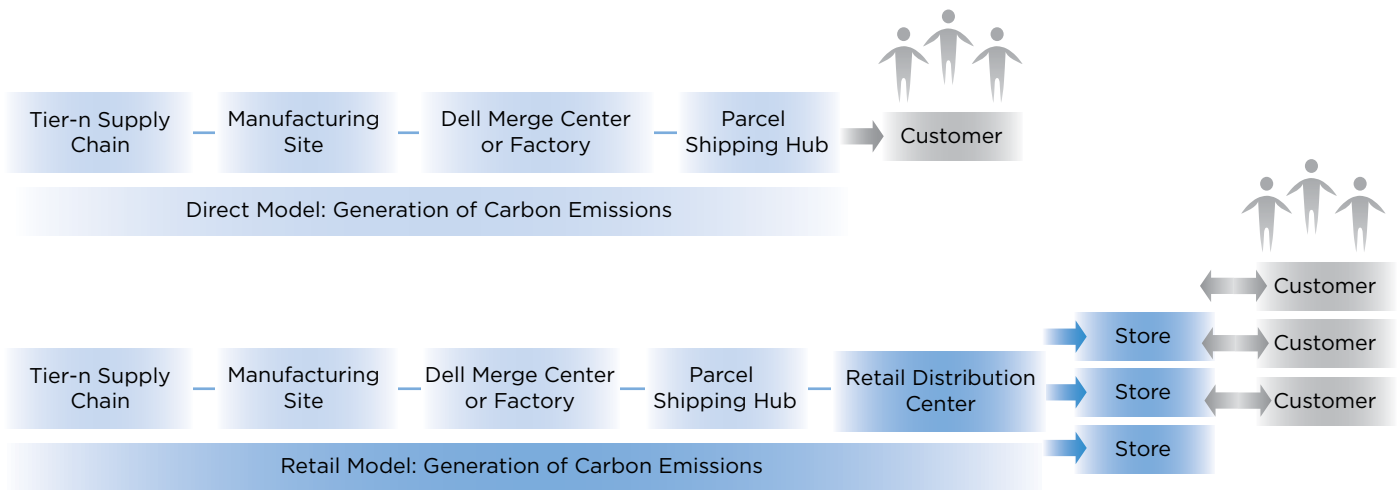 Tier-n Supply
Chain
Manufacturing
Site
Dell Merge Center
or Factory
Parcel
Shipping Hub
Customer
Direct Model: Generation of Carbon Emissions
Tier-n Supply
Chain
Manufacturing
Site
Dell Merge Center
or Factory
Parcel
Shipping Hub
Retail Distribution
Center
Store
Store
Store
Customer
Customer
Customer
Retail Model: Generation of Carbon Emissions